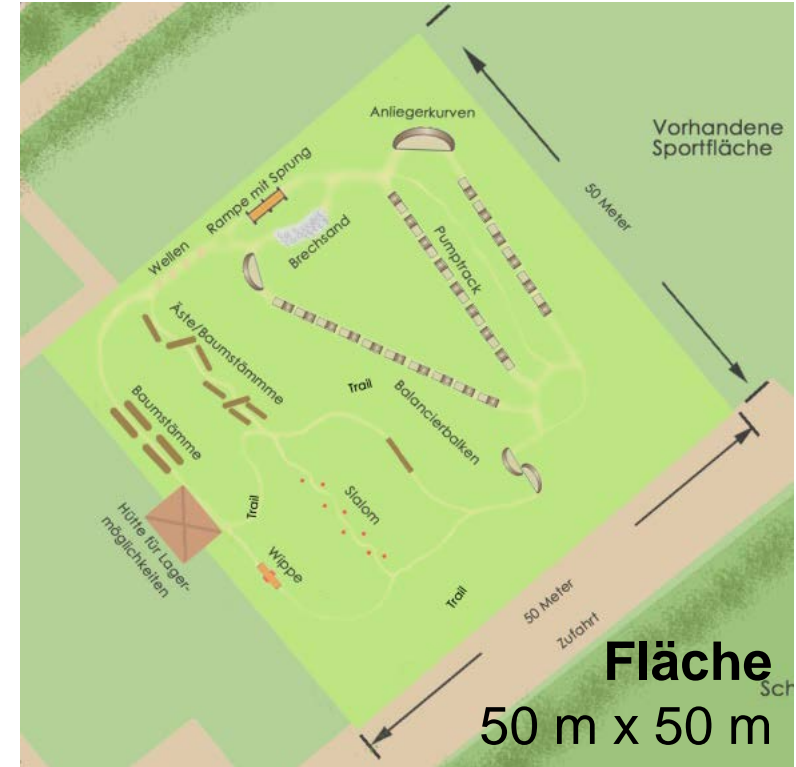 Anliegerkurven
Vorhandene
Sportfläche
Rampe mit Sprung
50 Meter
Brechsand
Wellen
Pumptrack
Äste/Baumstämmme
Trail
Balancierbalken
Baumstämme
Slalom
Trail
Hütte für Lager-
möglichkeiten
Wippe
Trail
50 Meter
Zufahrt
Fläche
Sch
50 m x 50 m